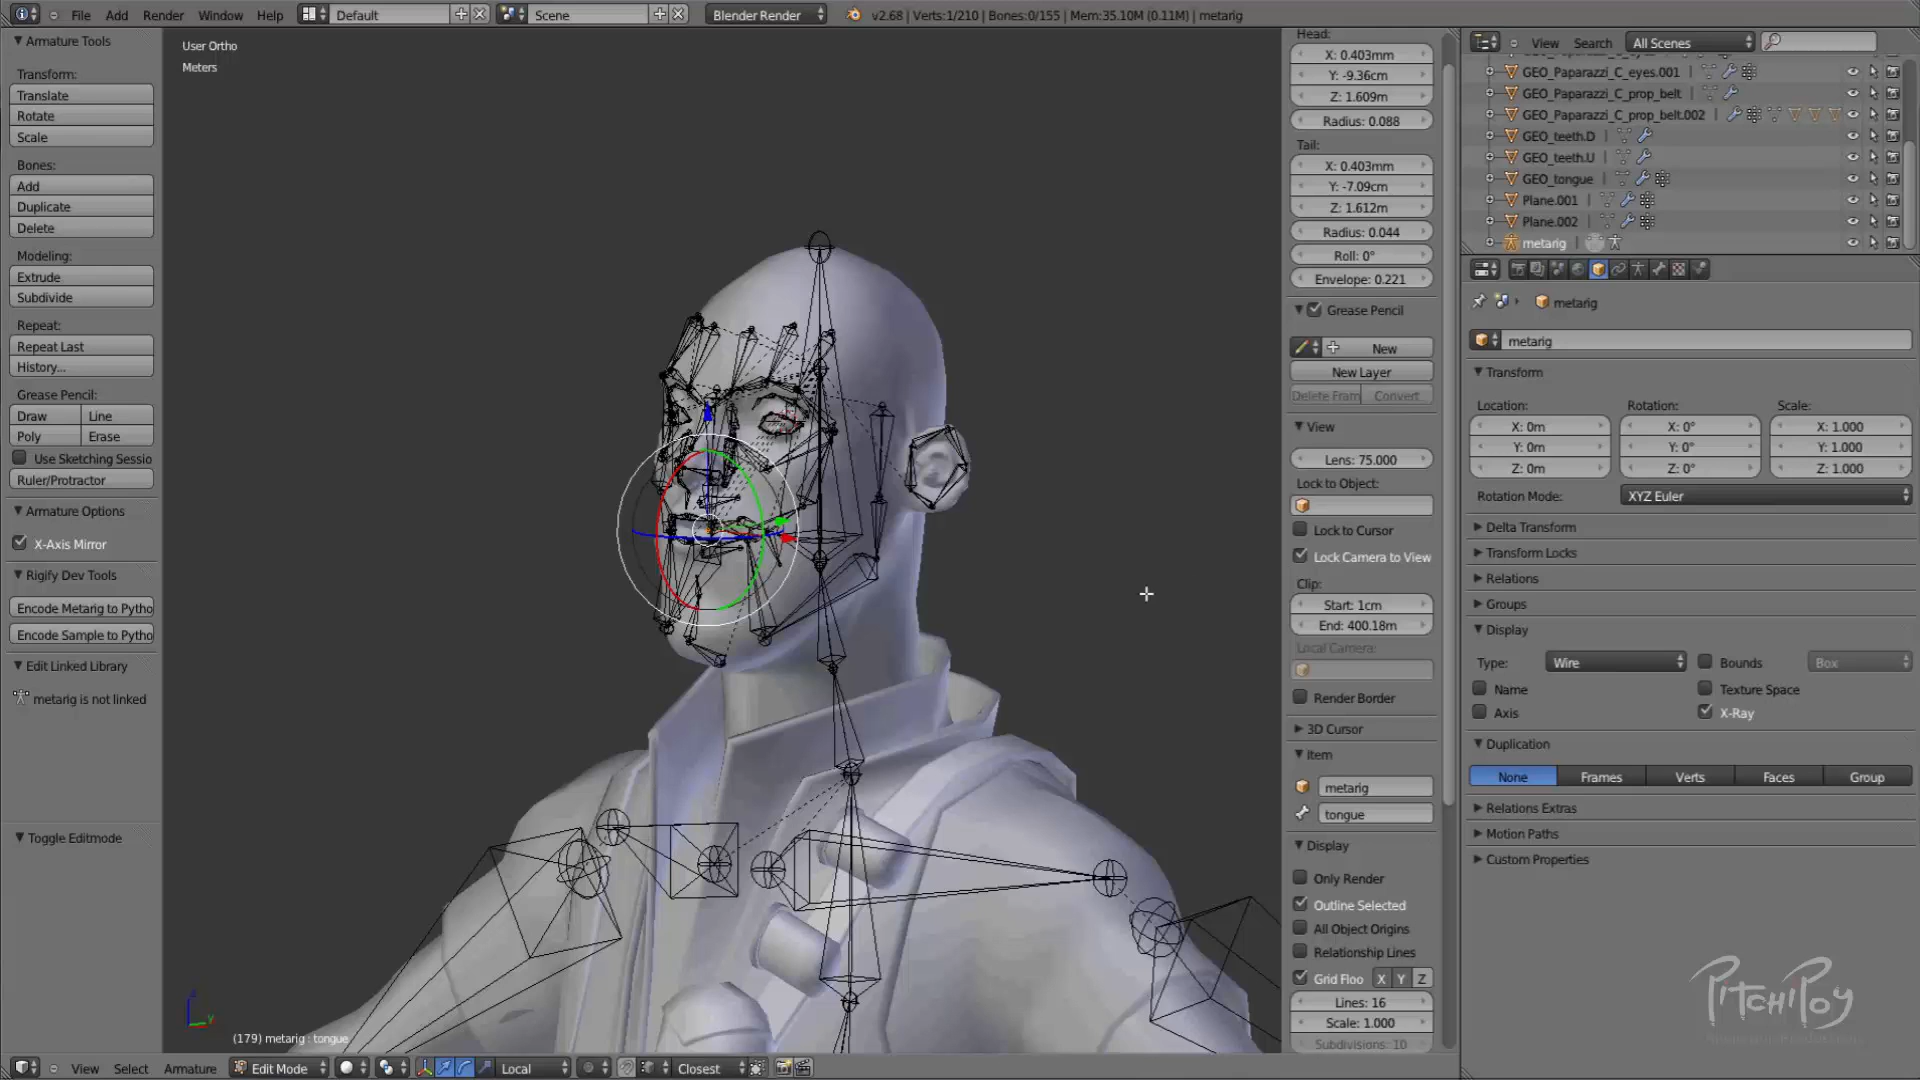 File Add Render Window Help
Default
Scene
Blender Render
v2.68 | Verts:1/210 | Bones:0/155 | Mem:35.10M (0.11M) | metarig
Armature Tools
Transform:
Translate
Rotate
Scale
Bones:
Add
Duplicate
Delete
Modeling:
Extrude
Subdivide
Repeat:
Repeat Last
History...
Grease Pencil:
Draw Line
Poly Erase
Use Sketching Sessio
Ruler/Protractor
Armature Options
X-Axis Mirror
Rigify Dev Tools
Encode Metarig to Pytho
Encode Sample to Pytho
Edit Linked Library
metarig is not linked
Toggle Editmode
User Ortho
Meters
(179) metarig : tongue
View Select Armature
Edit Mode
Local
Closest
Head:
X: 0.403mm
Y: -9.36cm
Z: 1.609m
Radius: 0.088
Tail:
X: 0.403mm
Y: -7.09cm
Z: 1.612m
Radius: 0.044
Roll: 0°
Envelope: 0.221
Grease Pencil
New
New Layer
Delete Fram Convert
View
Lens: 75.000
Lock to Object:
Lock to Cursor
Lock Camera to View
Clip:
Start: 1cm
End: 400.18m
Local Camera:
Render Border
3D Cursor
Item
metarig
tongue
Display
Only Render
Outline Selected
All Object Origins
Relationship Lines
Grid Floo X Y Z
Lines: 16
Scale: 1.000
Subdivisions: 10
View Search All Scenes
GEO_Paparazzi_C_eyes.001
GEO_Paparazzi_C_prop_belt
GEO_Paparazzi_C_prop_belt.002
GEO_teeth.D
GEO_teeth.U
GEO_tongue
Plane.001
Plane.002
metarig
metarig
metarig
Transform
Location: Rotation: Scale:
X: 0m X: 0° X: 1.000
Y: 0m Y: 0° Y: 1.000
Z: 0m Z: 0° Z: 1.000
Rotation Mode: XYZ Euler
Delta Transform
Transform Locks
Relations
Groups
Display
Type: Wire Bounds Box
Name Texture Space
Axis X-Ray
Duplication
None Frames Verts Faces Group
Relations Extras
Motion Paths
Custom Properties
PitchiPoy